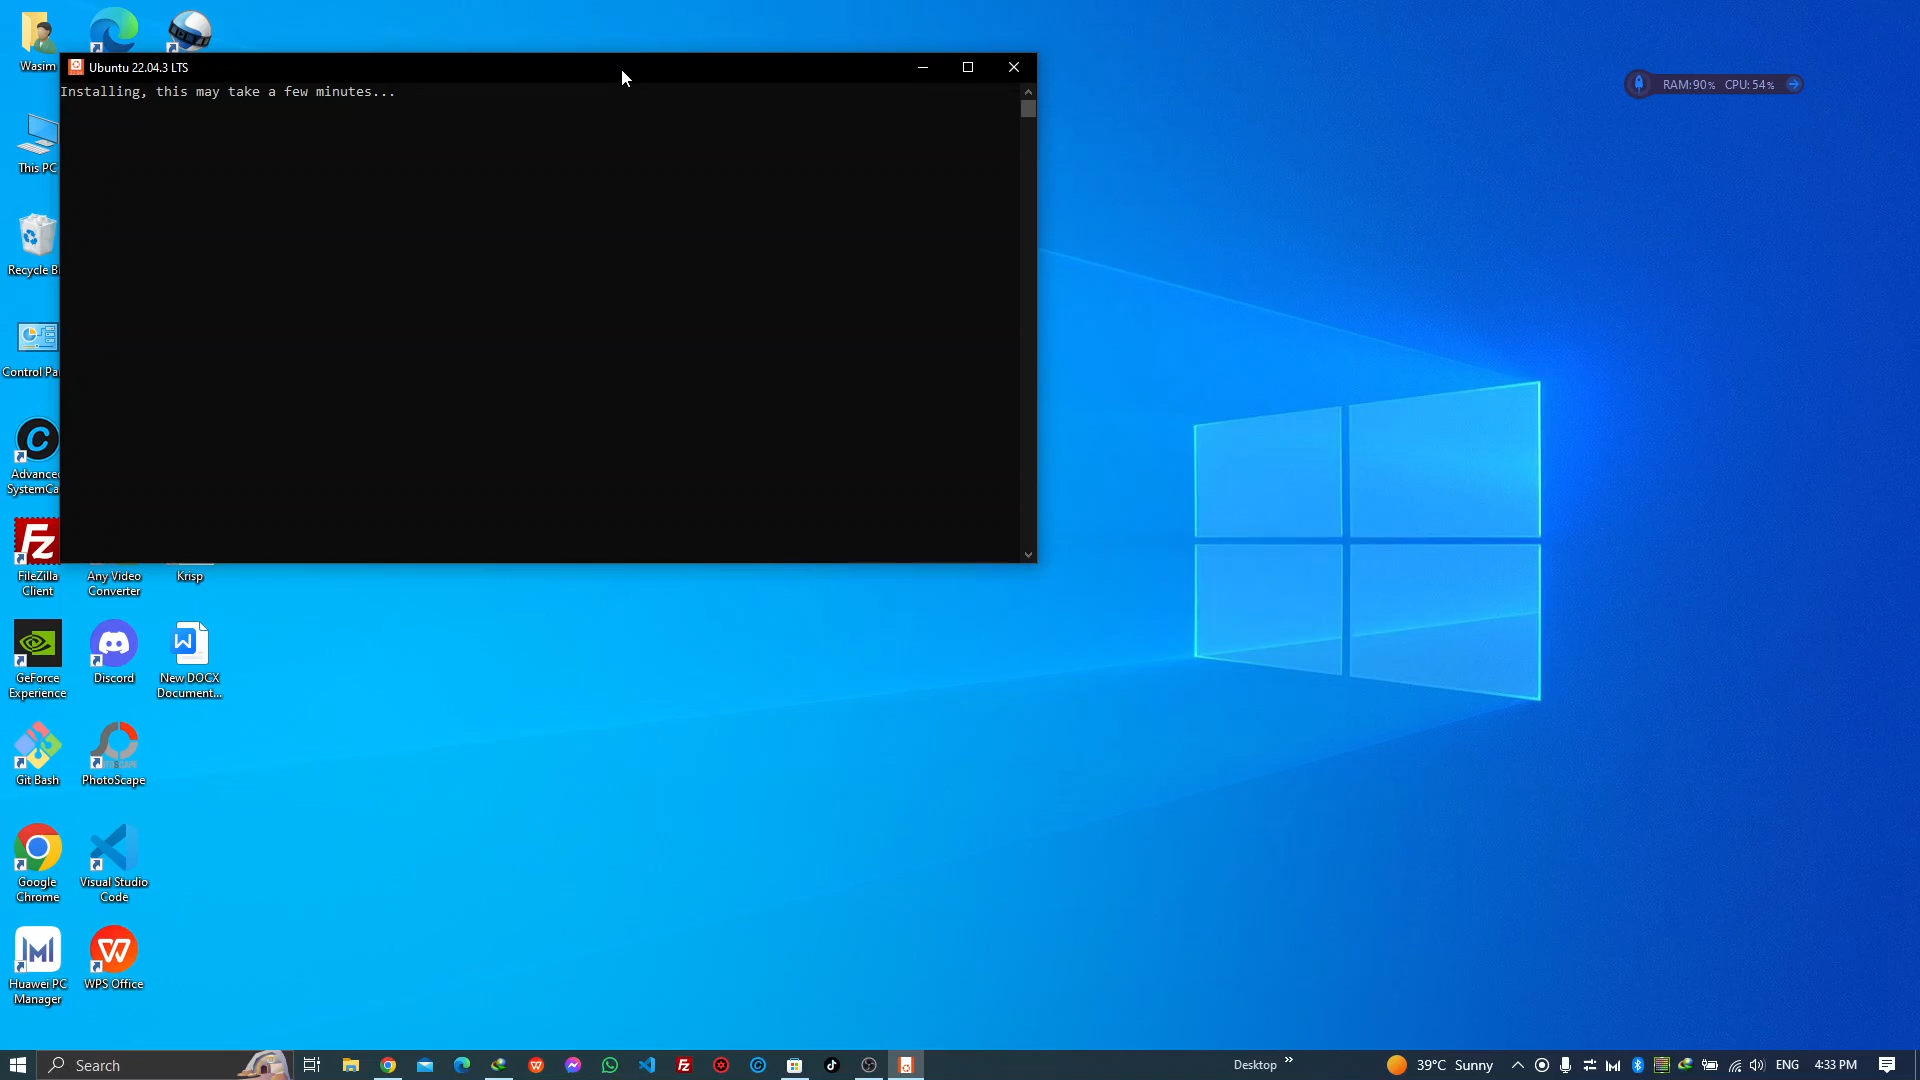 Wasim
Ubuntu 22.04.3 LTS
Installing, this may take a few minutes...
RAM:90% CPU: 54%
This PC
Recycle B
Control Pa
Advance
SystemCa
FileZilla
Client
Any Video
Converter
Krisp
GeForce
Experience
Discord
New DOCX
Document...
Git Bash
PhotoScape
Google
Chrome
Visual Studio
Code
Huawei PC
Manager
WPS Office
Search
Desktop
39°C Sunny
ENG
4:33 PM